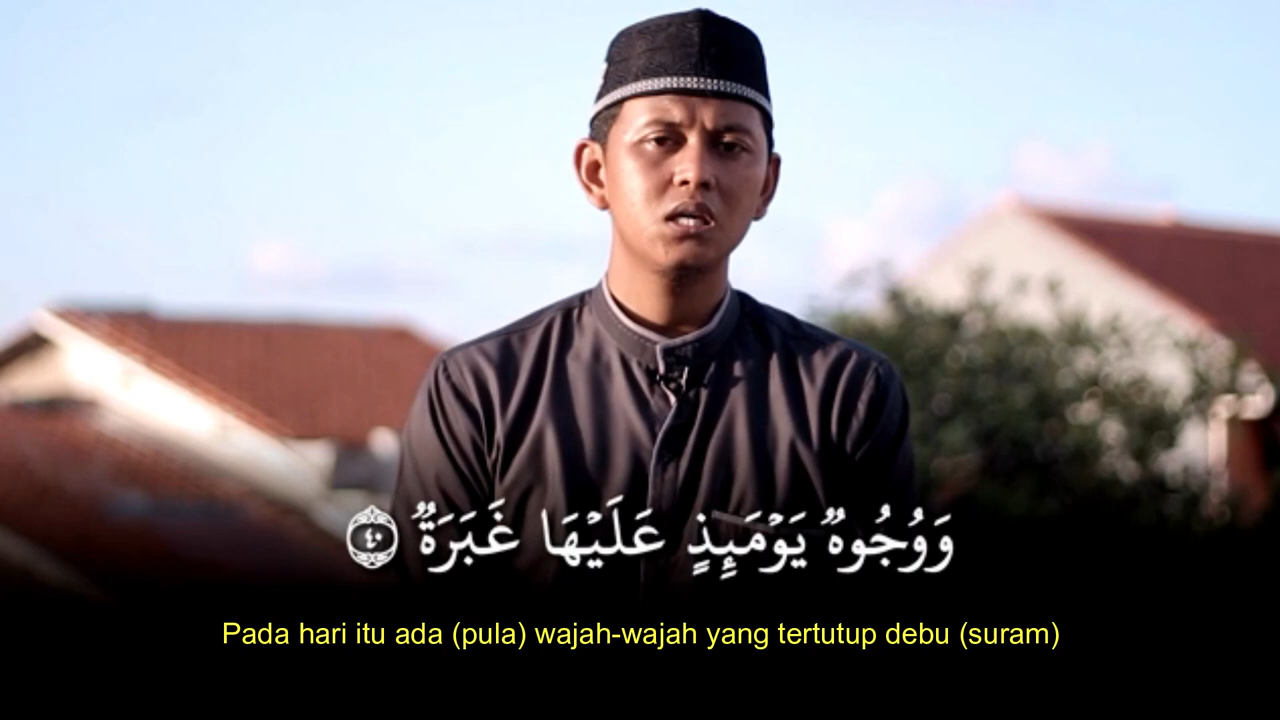 وَوُجُوهٌ يَوْمَئِذٍ عَلَيْهَا غَبَرَةٌ ٤٠
Pada hari itu ada (pula) wajah-wajah yang tertutup debu (suram)